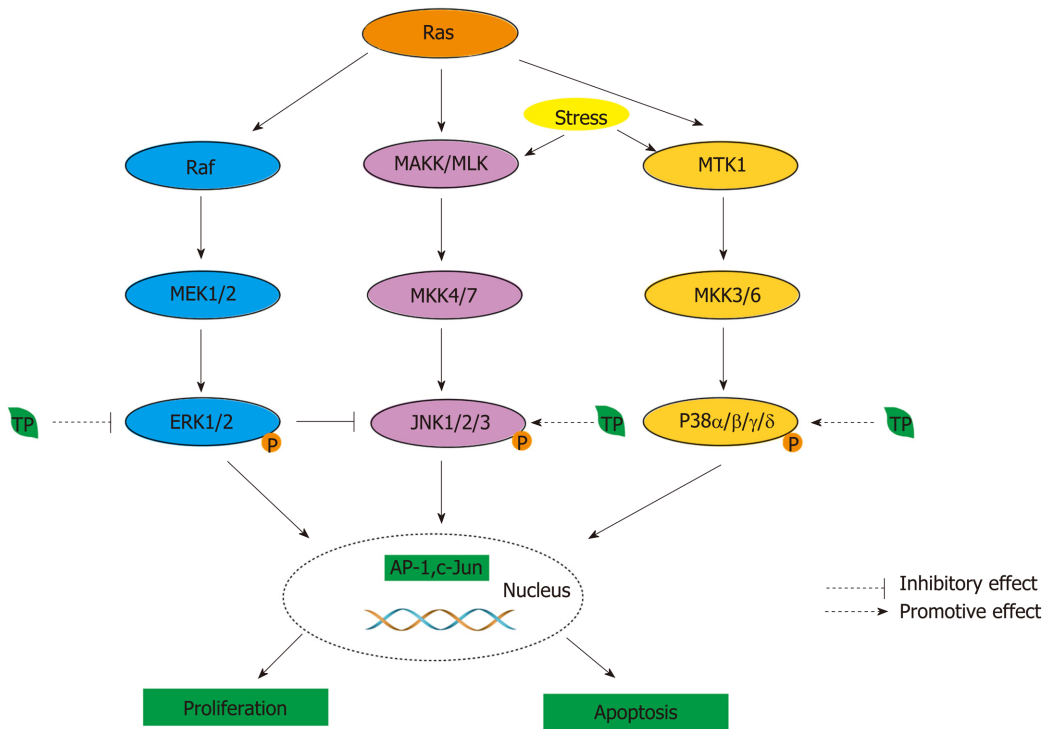 Ras
Stress
Raf
MAKK/MLK
MTK1
MEK1/2
MKK4/7
MKK3/6
TP
ERK1/2
P
JNK1/2/3
P
TP
P38α/β/γ/δ
P
TP
AP-1,c-Jun
Nucleus
Inhibitory effect
Promotive effect
Proliferation
Apoptosis